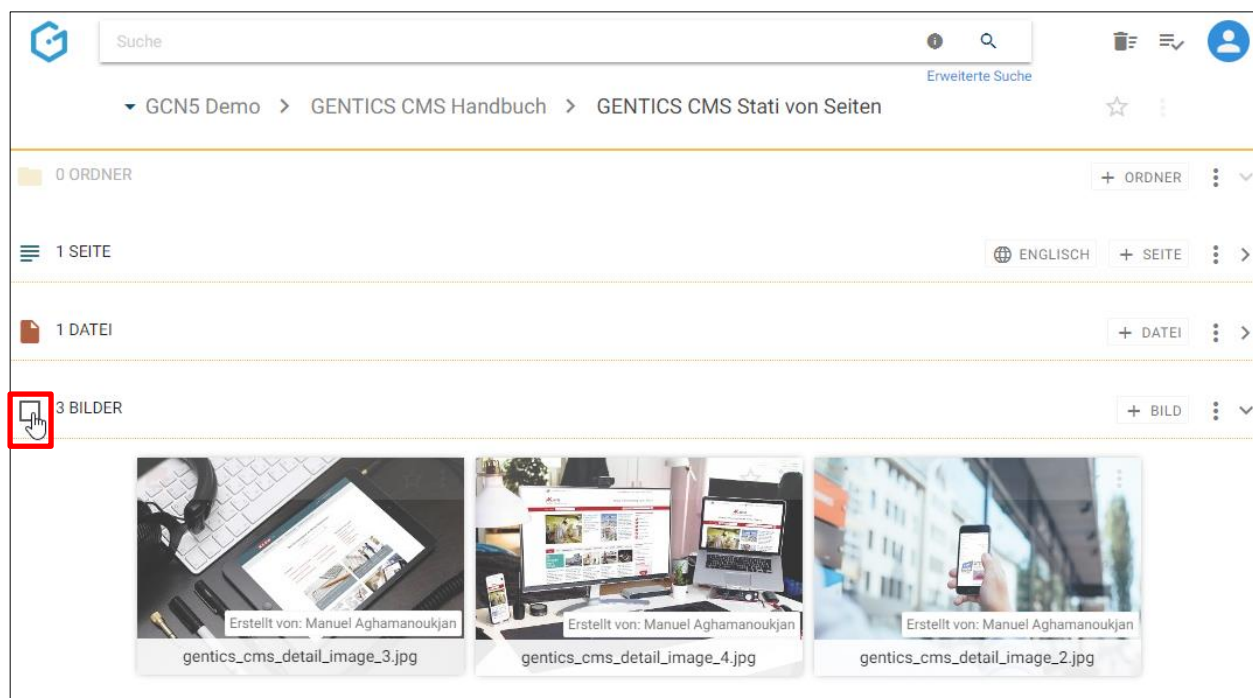 Suche
Erweiterte Suche
GCN5 Demo > GENTICS CMS Handbuch > GENTICS CMS Stati von Seiten
0 ORDNER + ORDNER
1 SEITE ENGLISCH + SEITE
1 DATEI + DATEI
3 BILDER + BILD
Erstellt von: Manuel Aghamanoukjan Erstellt von: Manuel Aghamanoukjan Erstellt von: Manuel Aghamanoukjan
gentics_cms_detail_image_3.jpg gentics_cms_detail_image_4.jpg gentics_cms_detail_image_2.jpg